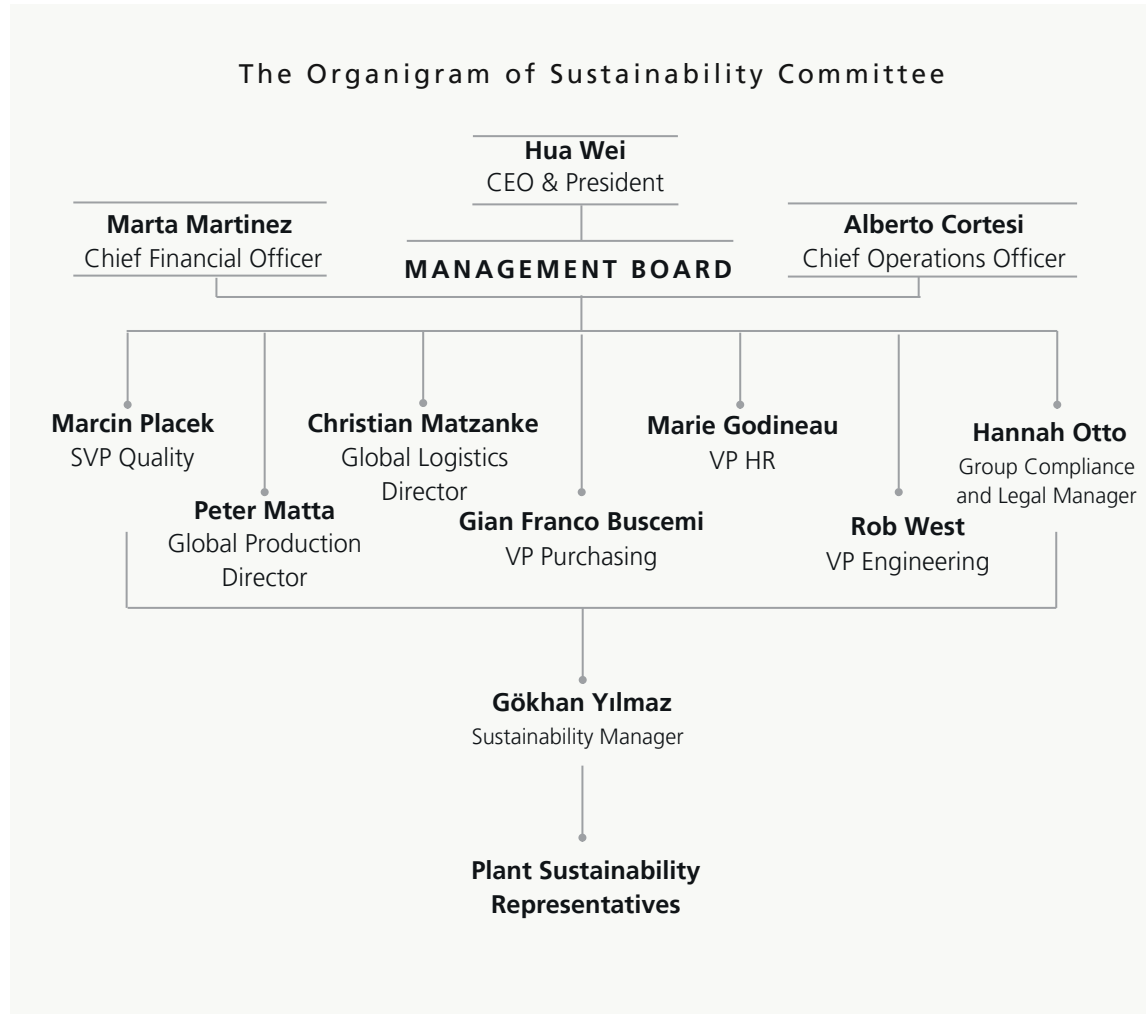 The Organigram of Sustainability Committee
Hua Wei
CEO & President
Marta Martinez
Chief Financial Officer
MANAGEMENT BOARD
Alberto Cortesi
Chief Operations Officer
Marcin Placek
SVP Quality
Peter Matta
Global Production
Director
Christian Matzanke
Global Logistics
Director
Gian Franco Buscemi
VP Purchasing
Marie Godineau
VP HR
Rob West
VP Engineering
Hannah Otto
Group Compliance
and Legal Manager
Gökhan Yılmaz
Sustainability Manager
Plant Sustainability
Representatives